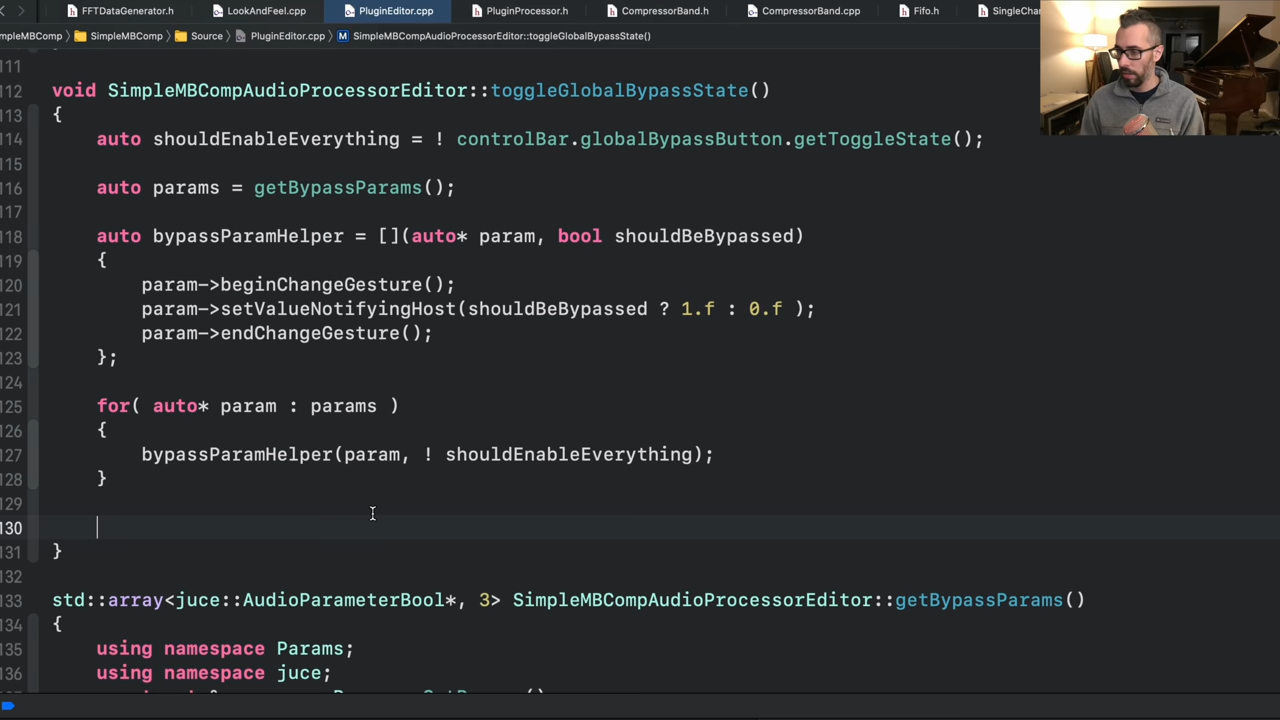 FFTDataGenerator.h LookAndFeel.cpp PluginEditor.cpp PluginProcessor.h CompressorBand.h CompressorBand.cpp Fifo.h SingleChan
mpleMBComp SimpleMBComp Source PluginEditor.cpp M SimpleMBCompAudioProcessorEditor::toggleGlobalBypassState()
111
112 void SimpleMBCompAudioProcessorEditor::toggleGlobalBypassState()
113 {
114 auto shouldEnableEverything = ! controlBar.globalBypassButton.getToggleState();
115
116 auto params = getBypassParams();
117
118 auto bypassParamHelper = [](auto* param, bool shouldBeBypassed)
119 {
120 param->beginChangeGesture();
121 param->setValueNotifyingHost(shouldBeBypassed ? 1.f : 0.f );
122 param->endChangeGesture();
123 };
124
125 for( auto* param : params )
126 {
127 bypassParamHelper(param, ! shouldEnableEverything);
128 }
129
130
131 }
132
133 std::array<juce::AudioParameterBool*, 3> SimpleMBCompAudioProcessorEditor::getBypassParams()
134 {
135 using namespace Params;
136 using namespace juce;